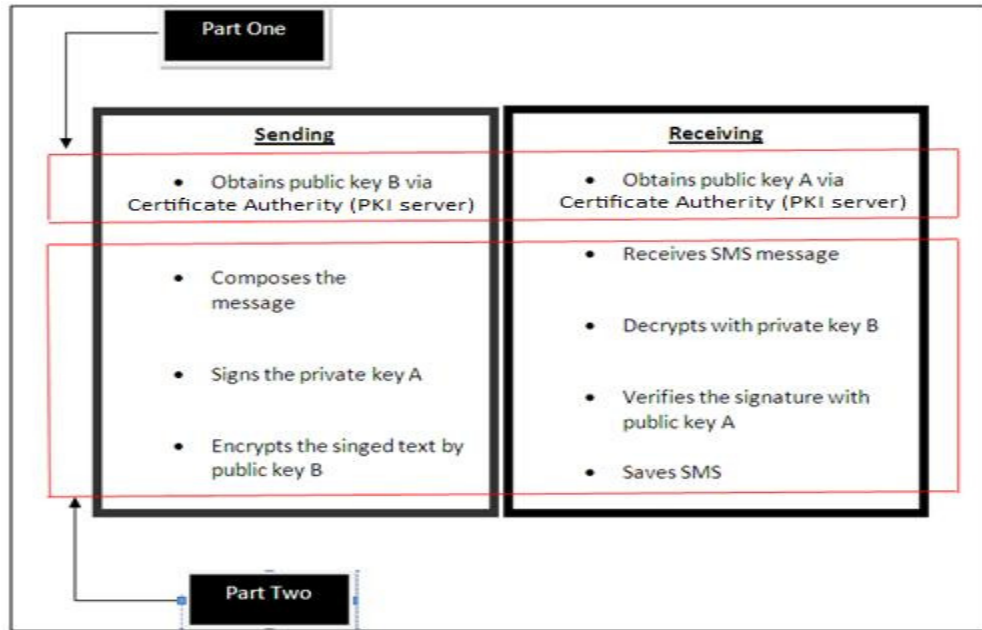 Part One
Sending
• Obtains public key B via
Certificate Autherity (PKI server)
• Composes the
message
• Signs the private key A
• Encrypts the singed text by
public key B
Receiving
• Obtains public key A via
Certificate Autherity (PKI server)
• Receives SMS message
• Decrypts with private key B
• Verifies the signature with
public key A
• Saves SMS
Part Two